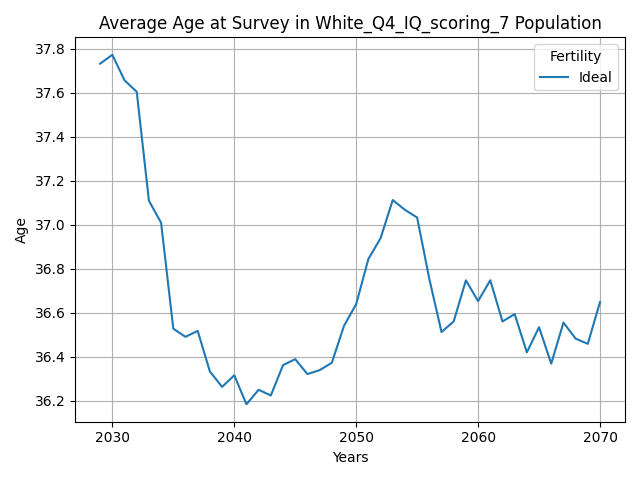 Average Age at Survey in White_Q4_IQ_scoring_7 Population
Fertility
Ideal
37.8
37.6
37.4
37.2
37.0
36.8
36.6
36.4
36.2
Age
2030 2040 2050 2060 2070
Years